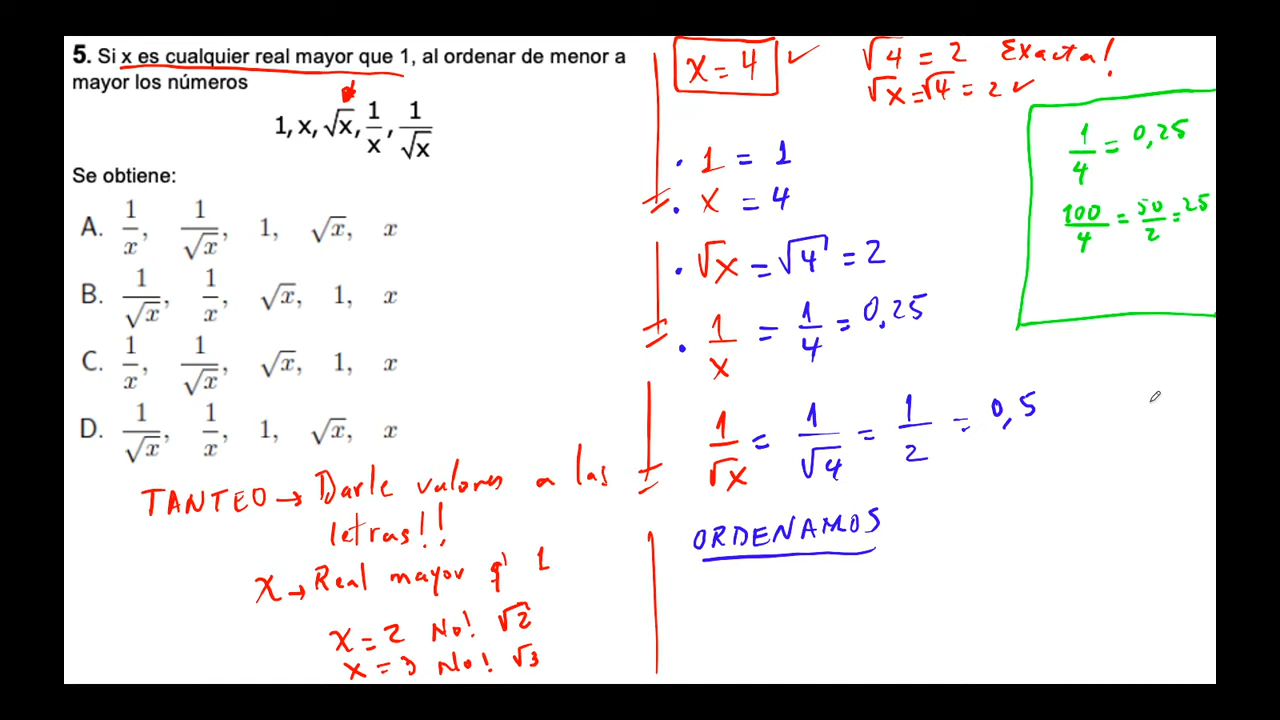 5. Si x es cualquier real mayor que 1, al ordenar de menor a
mayor los números
1, x, √x, 1/x, 1/√x
Se obtiene:
A. 1/x, 1/√x, 1, √x, x
B. 1/√x, 1/x, √x, 1, x
C. 1/x, 1/√x, √x, 1, x
D. 1/√x, 1/x, 1, √x, x
TANTEO → Darle valores a las
letras!!
x → Real mayor q' 1
x = 2 No! √2
x = 3 No! √3
x = 4 ✓
√4 = 2 Exacta!
√x = √4 = 2 ✓
· 1 = 1
· x = 4
· √x = √4 = 2
· 1/x = 1/4 = 0,25
1/√x = 1/√4 = 1/2 = 0,5
ORDENAMOS
1/4 = 0,25
100/4 = 50/2 = 25